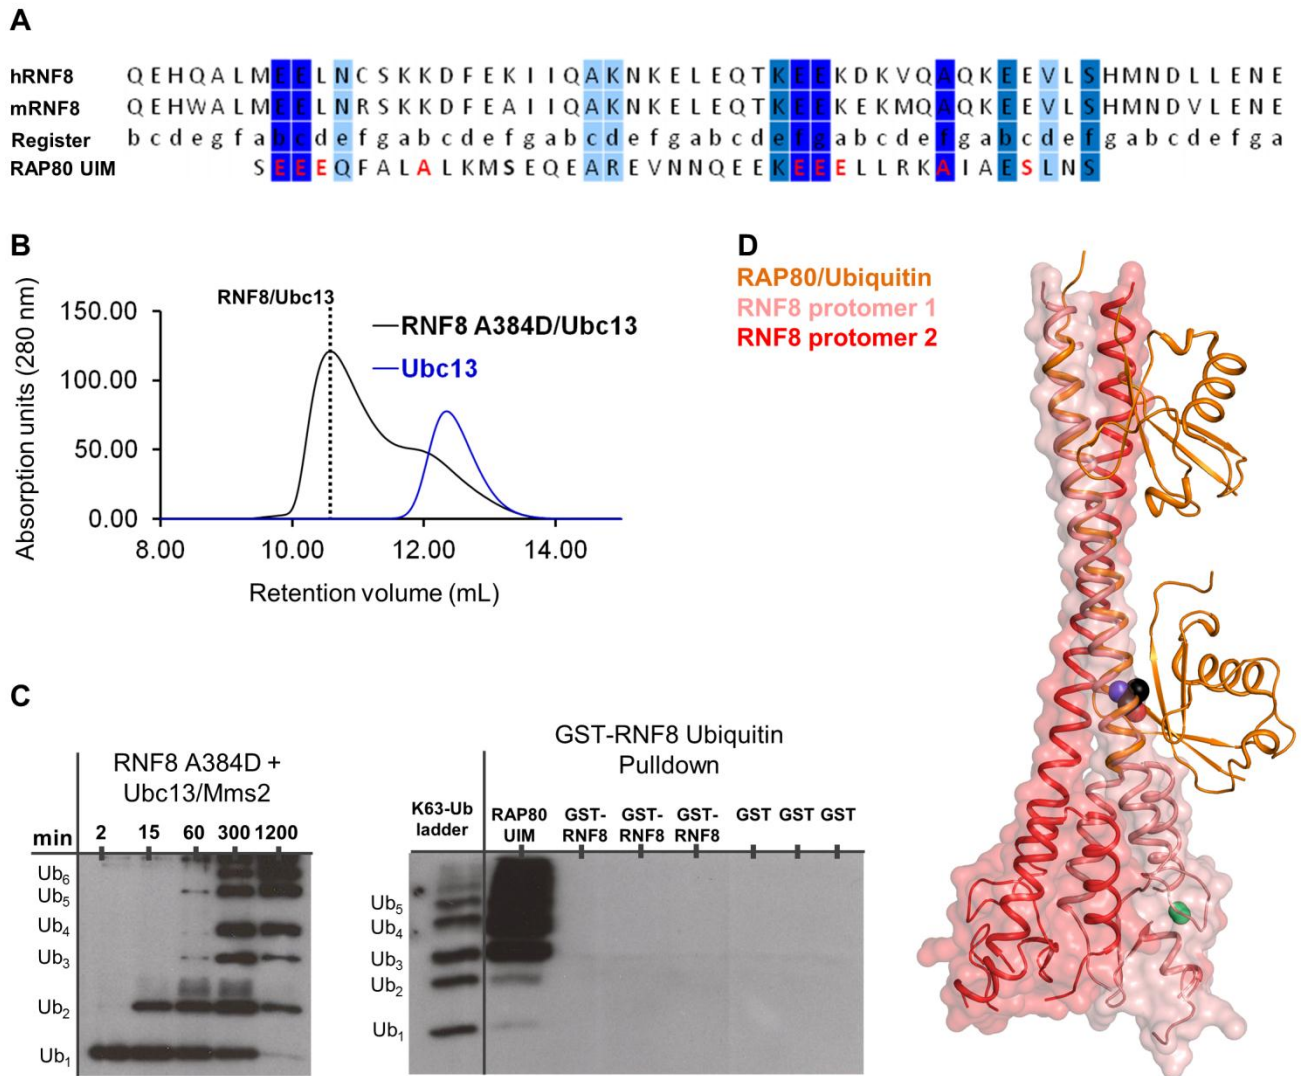 A
hRNF8 QEHQALMEELNCSKKDFEKIIQAKNKELEQTKEEKDKVQAQKEEVLSHMNDLLENE
mRNF8 QEHWALMEELNRSKKDFEAIIQAKNKELEQTKEEKEKMQAQKEEVLSHMNDVLENE
Register bcdegfabcdefgabcdefgabcdefgabcdefgabcdefabcdefgabcdefga
RAP80 UIM SEEEQFALALKMSEQEAREVNNQEEKEEELLRKAIAESLNS
B
Absorption units (280 nm)
150.00
100.00
50.00
0.00
8.00 10.00 12.00 14.00
Retention volume (mL)
RNF8/Ubc13
RNF8 A384D/Ubc13
Ubc13
C
RNF8 A384D +
Ubc13/Mms2
min 2 15 60 300 1200
Ub6
Ub5
Ub4
Ub3
Ub2
Ub1
GST-RNF8 Ubiquitin
Pulldown
K63-Ub
ladder
RAP80
UIM
GST-
RNF8
GST-
RNF8
GST-
RNF8
GST GST GST
Ub5
Ub4
Ub3
Ub2
Ub1
D
RAP80/Ubiquitin
RNF8 protomer 1
RNF8 protomer 2